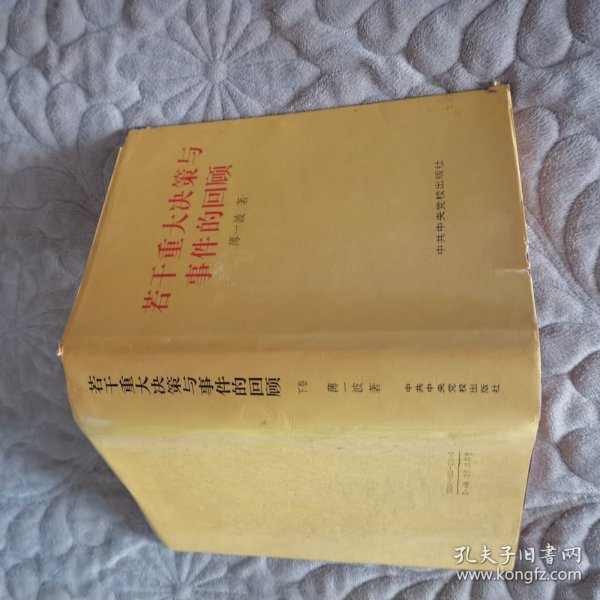 若干重大决策与
事件的回顾
薄一波 著
中共中央党校出版社
若干重大决策与事件的回顾 下卷 薄一波 著 中共中央党校出版社
孔夫子旧书网
www.kongfz.com